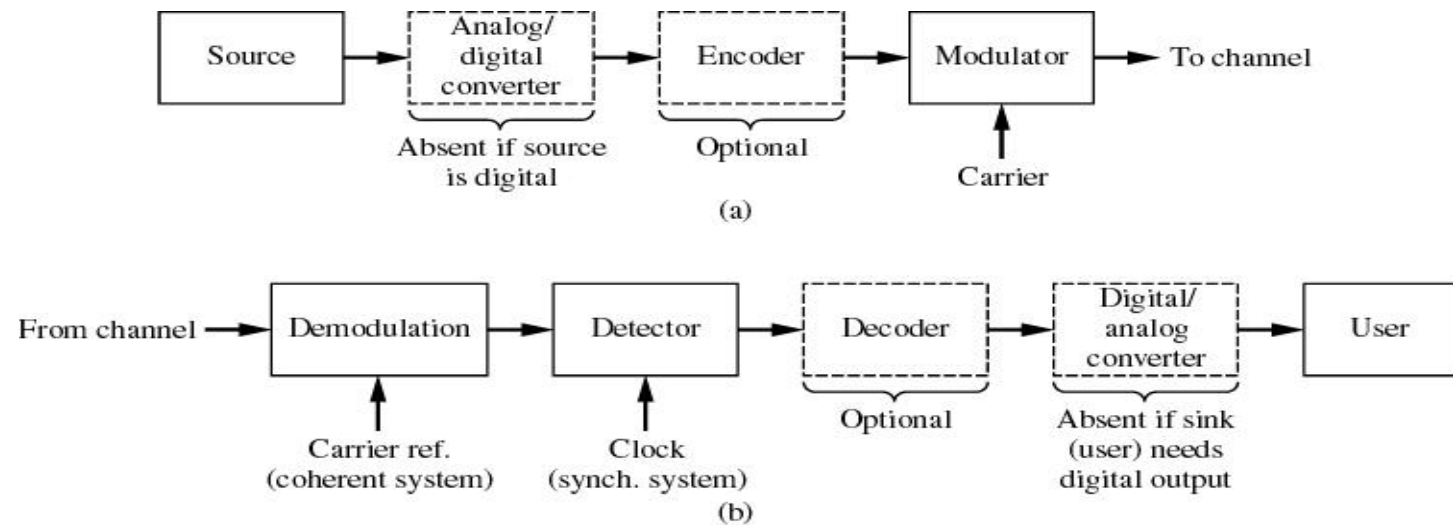 Source
Analog/
digital
converter
Encoder
Modulator
To channel
Absent if source
is digital
Optional
Carrier
(a)
From channel
Demodulation
Detector
Decoder
Digital/
analog
converter
User
Carrier ref.
(coherent system)
Clock
(synch. system)
Optional
Absent if sink
(user) needs
digital output
(b)